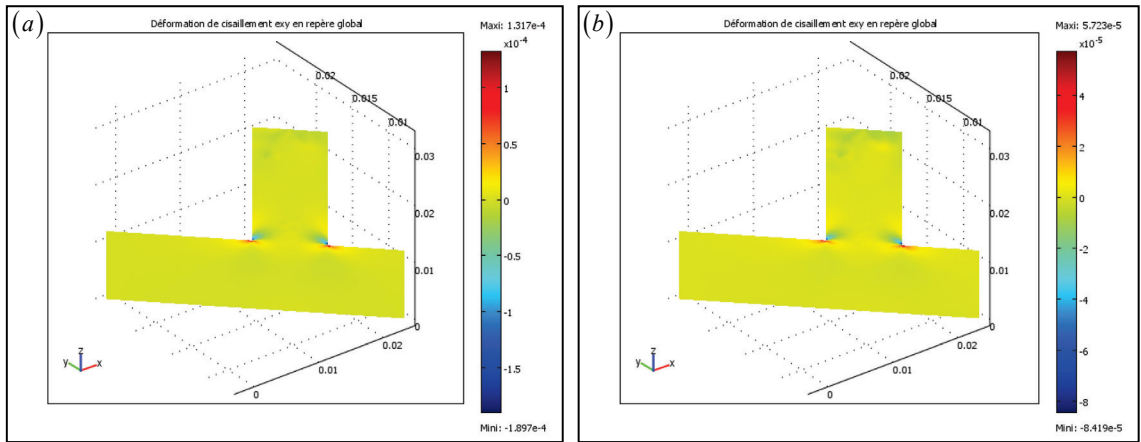 (a)
Déformation de cisaillement exy en repère global
Maxi: 1.317e-4
x10⁻⁴
1
0.5
0
-0.5
-1
-1.5
Mini: -1.897e-4
0.02
0.015
0.01
0.03
0.02
0.01
0
0.02
0.01
0
z
y
x
(b)
Déformation de cisaillement exy en repère global
Maxi: 5.723e-5
x10⁻⁵
4
2
0
-2
-4
-6
-8
Mini: -8.419e-5
0.02
0.015
0.01
0.03
0.02
0.01
0
0.02
0.01
0
z
y
x